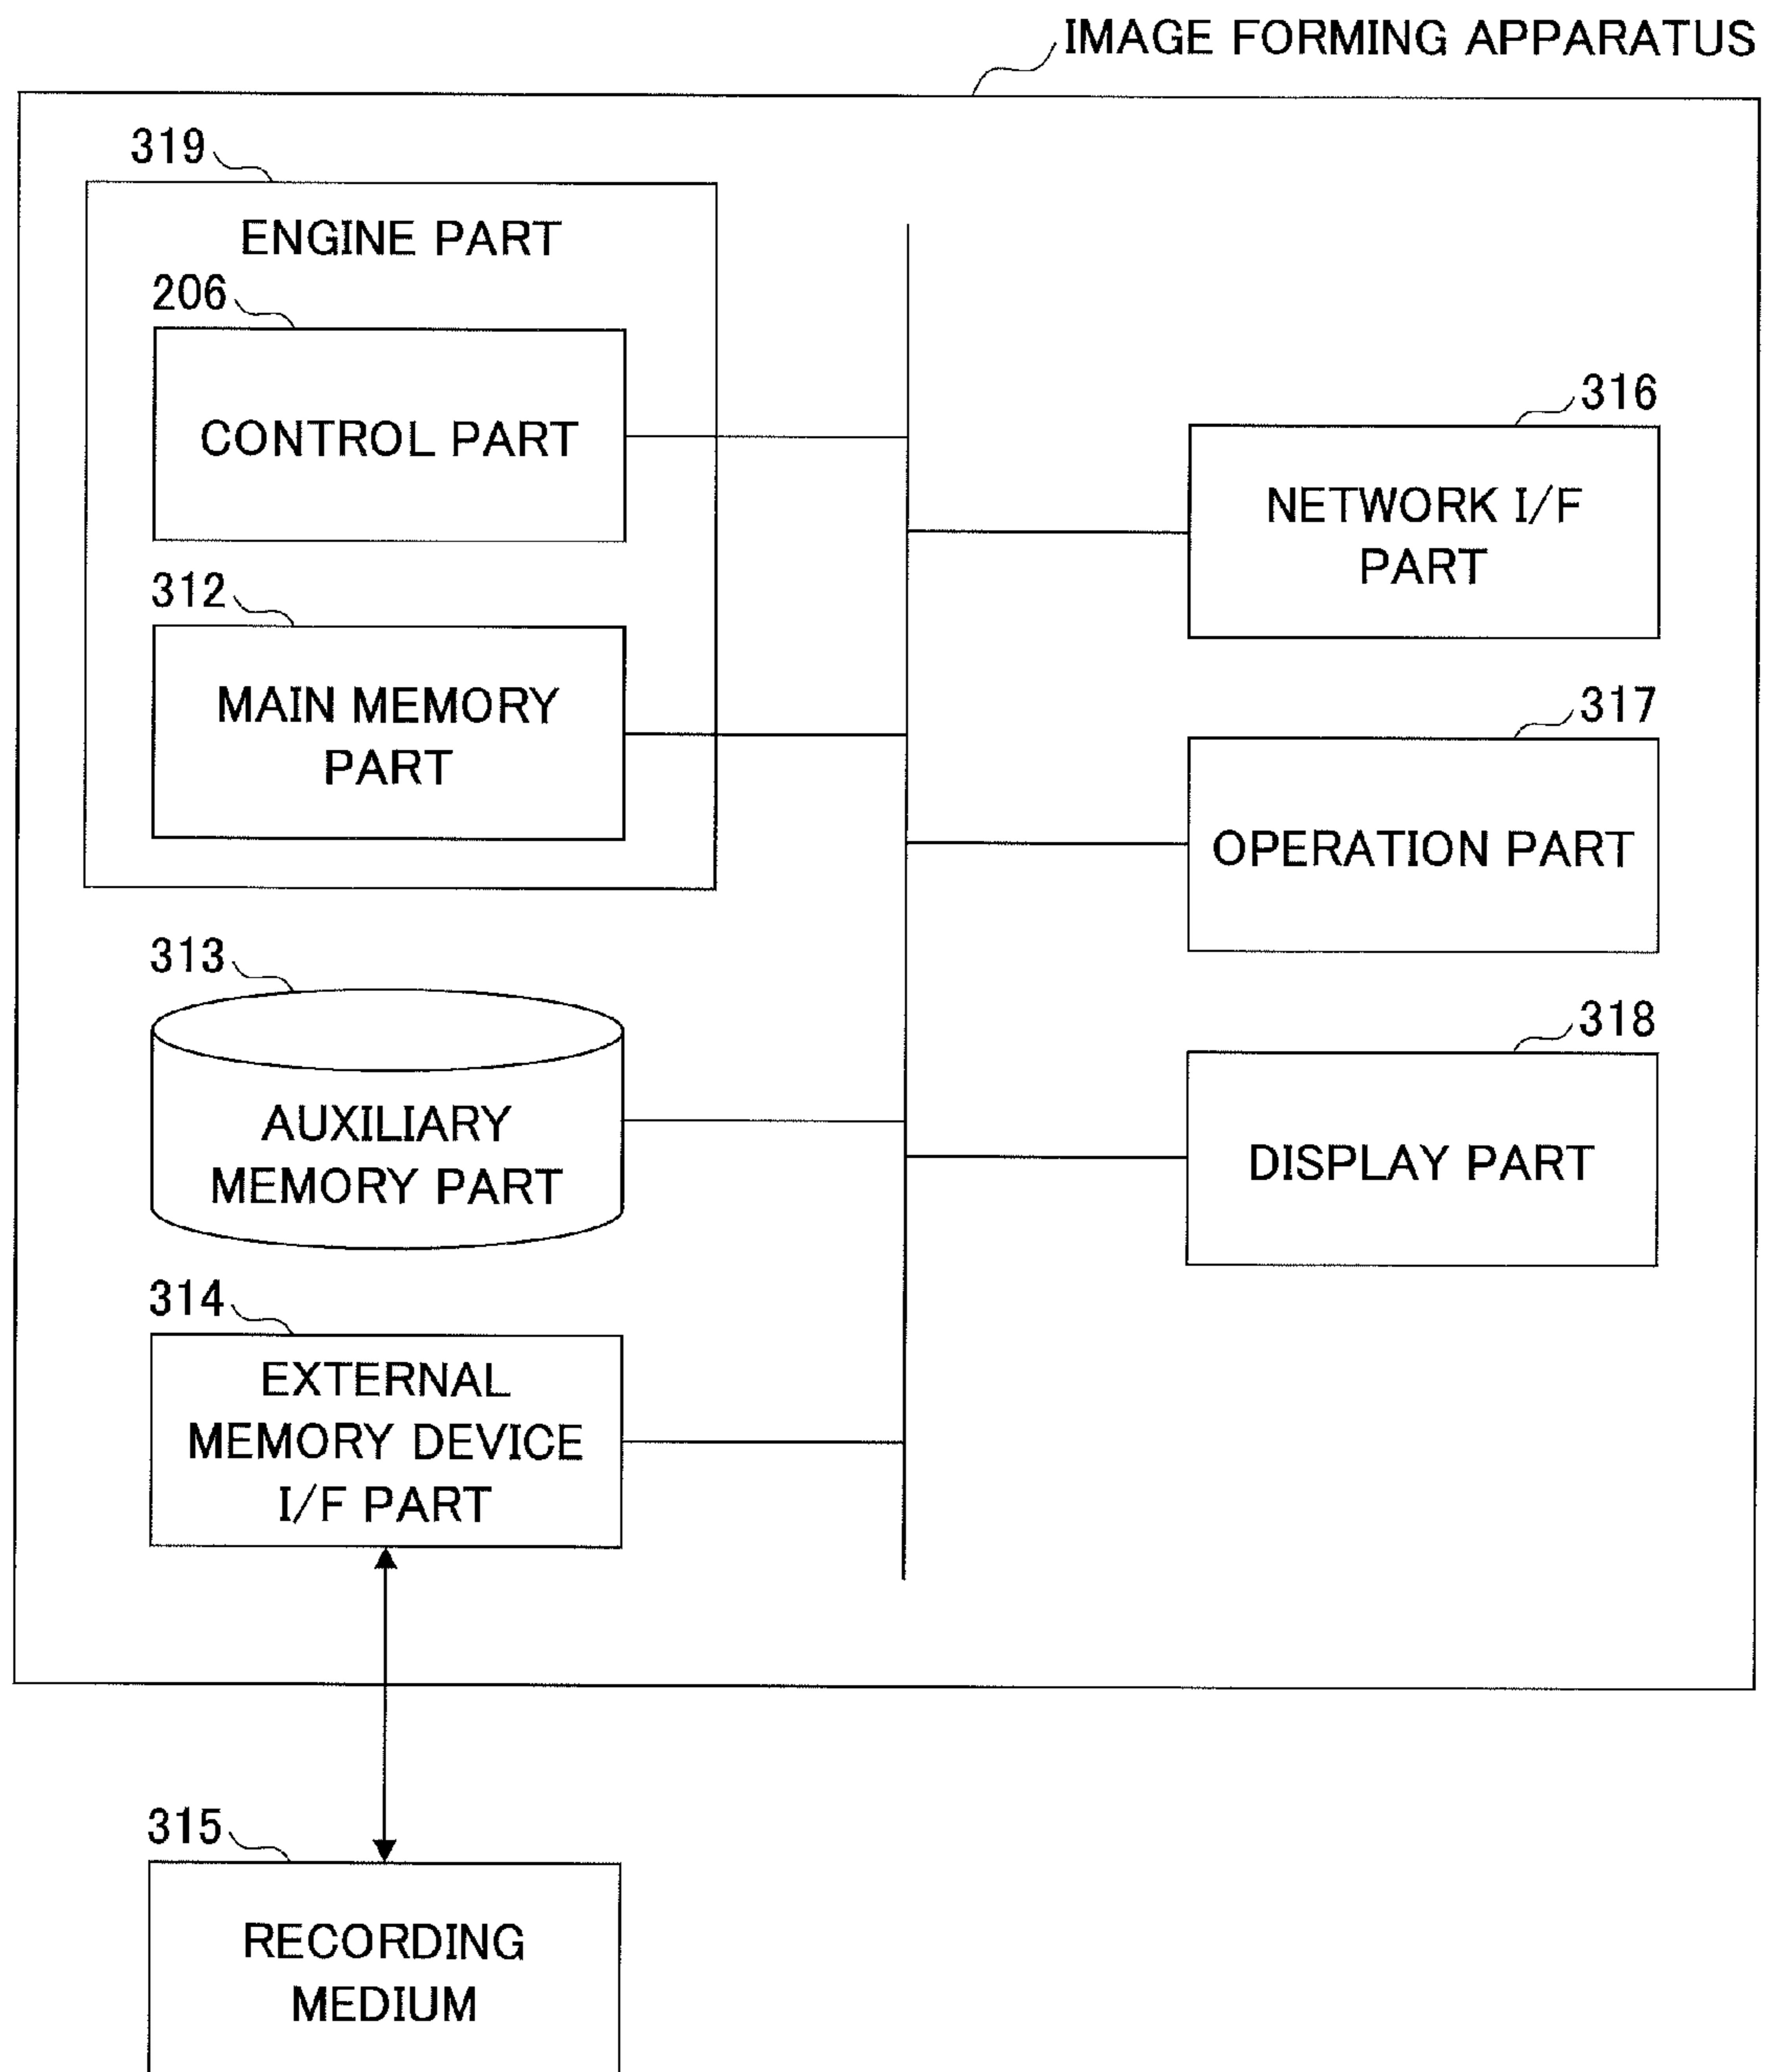 IMAGE FORMING APPARATUS
319
ENGINE PART
206
CONTROL PART
312
MAIN MEMORY
PART
313
AUXILIARY
MEMORY PART
314
EXTERNAL
MEMORY DEVICE
I/F PART
315
RECORDING
MEDIUM
316
NETWORK I/F
PART
317
OPERATION PART
318
DISPLAY PART